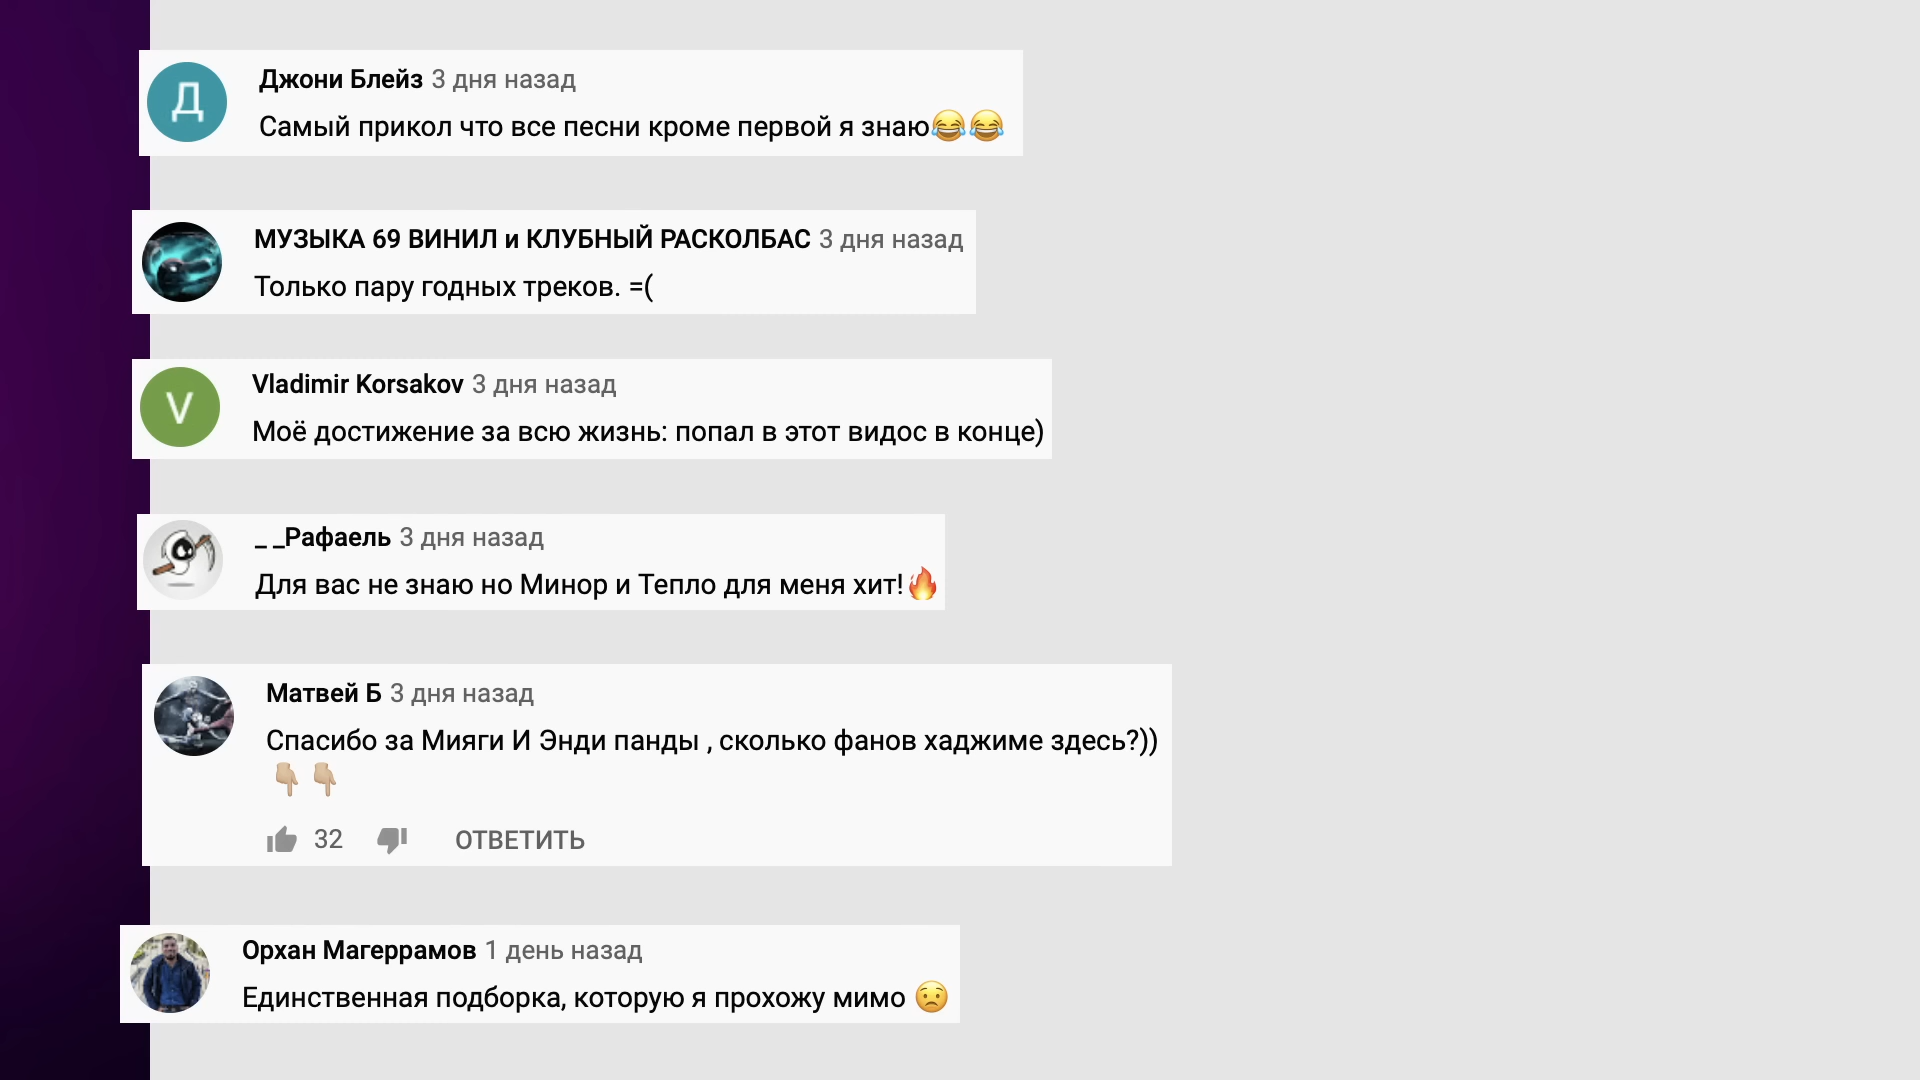 Д
Джони Блейз 3 дня назад
Самый прикол что все песни кроме первой я знаю😂😂
МУЗЫКА 69 ВИНИЛ и КЛУБНЫЙ РАСКОЛБАС 3 дня назад
Только пару годных треков. =(
V
Vladimir Korsakov 3 дня назад
Моё достижение за всю жизнь: попал в этот видос в конце)
_ _Рафаель 3 дня назад
Для вас не знаю но Минор и Тепло для меня хит!🔥
Матвей Б 3 дня назад
Спасибо за Мияги И Энди панды , сколько фанов хаджиме здесь?))
👇🏼👇🏼
32 ОТВЕТИТЬ
Орхан Магеррамов 1 день назад
Единственная подборка, которую я прохожу мимо 😟